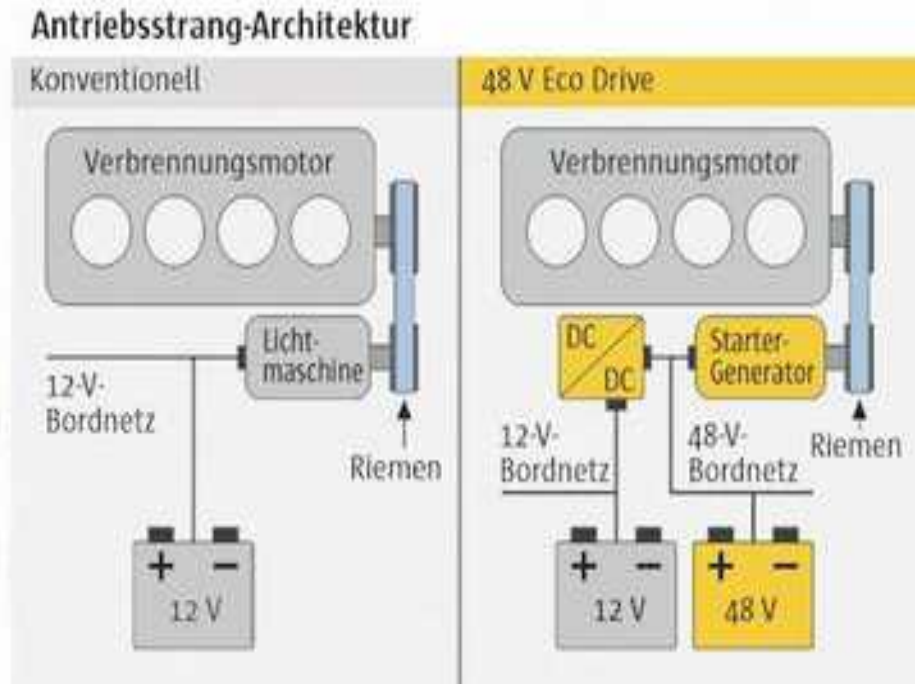 Antriebsstrang-Architektur
Konventionell
Verbrennungsmotor
Licht-
maschine
12-V-
Bordnetz
Riemen
+ −
12 V
48 V Eco Drive
Verbrennungsmotor
DC
DC
Starter-
Generator
12-V-
Bordnetz
48-V-
Bordnetz
Riemen
+ −
12 V
+ −
48 V